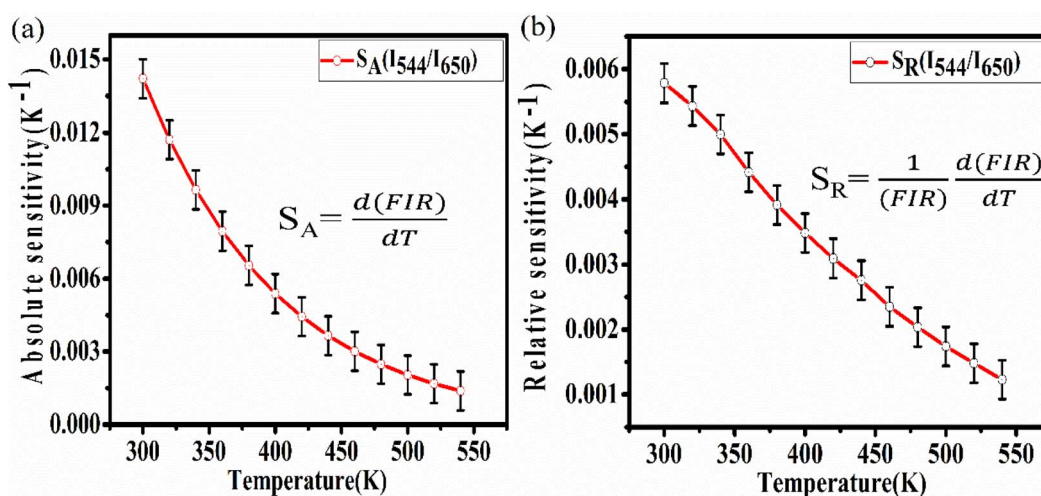 (a)
S_A(I_544/I_650)
S_A= d(FIR)/dT
Absolute sensitivity(K^-1)
0.015
0.012
0.009
0.006
0.003
0.000
300 350 400 450 500 550
Temperature(K)
(b)
S_R(I_544/I_650)
S_R= 1/(FIR) d(FIR)/dT
Relative sensitivity(K^-1)
0.006
0.005
0.004
0.003
0.002
0.001
300 350 400 450 500 550
Temperature(K)